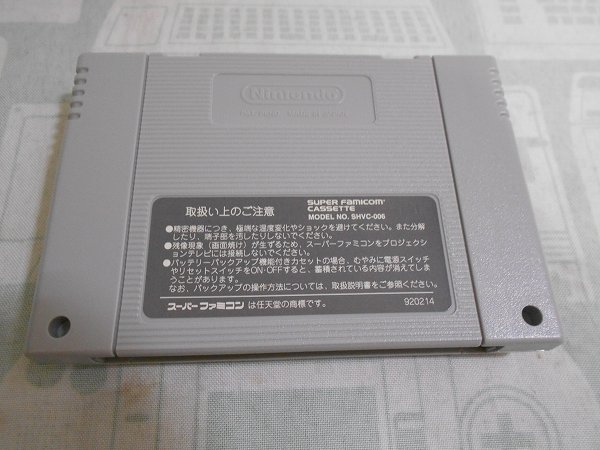 Nintendo
PAT. PEND. MADE IN JAPAN
取扱い上のご注意
SUPER FAMICOM
CASSETTE
MODEL NO. SHVC-006
●精密機器につき、極端な温度変化やショックを避けてください。また分解
したり、端子部を汚したりしないでください。
●残像現象(画面焼け)が生ずるため、スーパーファミコンをプロジェクシ
ョンテレビには接続しないでください。
●バッテリーバックアップ機能付きカセットの場合、むやみに電源スイッチ
やリセットスイッチをON・OFFすると、蓄積されている内容が消えてしま
うことがあります。
なお、バックアップの操作方法については、取扱説明書をご参照ください。
スーパーファミコン は任天堂の商標です。
920214